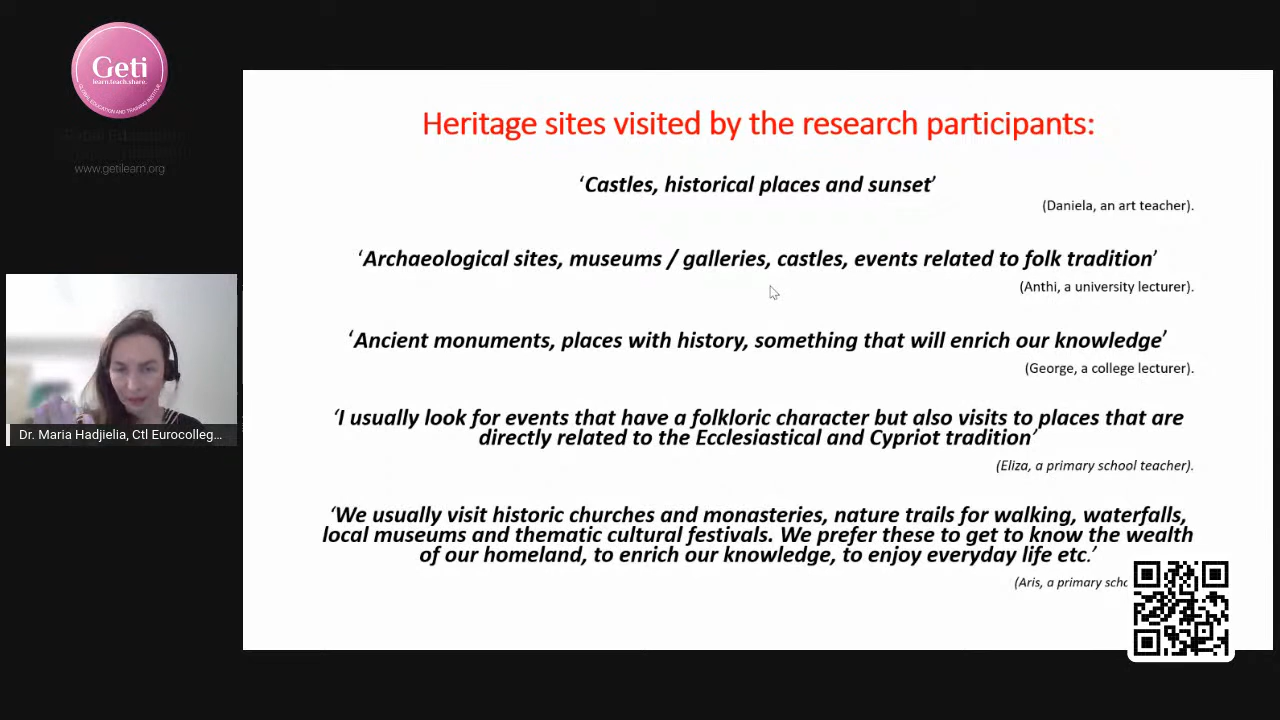 Geti
learn.teach.share.
GLOBAL EDUCATION AND TRAINING INSTITUTE
www.getilearn.org
Heritage sites visited by the research participants:
‘Castles, historical places and sunset’
(Daniela, an art teacher).
‘Archaeological sites, museums / galleries, castles, events related to folk tradition’
(Anthi, a university lecturer).
‘Ancient monuments, places with history, something that will enrich our knowledge’
(George, a college lecturer).
‘I usually look for events that have a folkloric character but also visits to places that are
directly related to the Ecclesiastical and Cypriot tradition’
(Eliza, a primary school teacher).
‘We usually visit historic churches and monasteries, nature trails for walking, waterfalls,
local museums and thematic cultural festivals. We prefer these to get to know the wealth
of our homeland, to enrich our knowledge, to enjoy everyday life etc.’
(Aris, a primary scho
Dr. Maria Hadjielia, Ctl Eurocolleg...